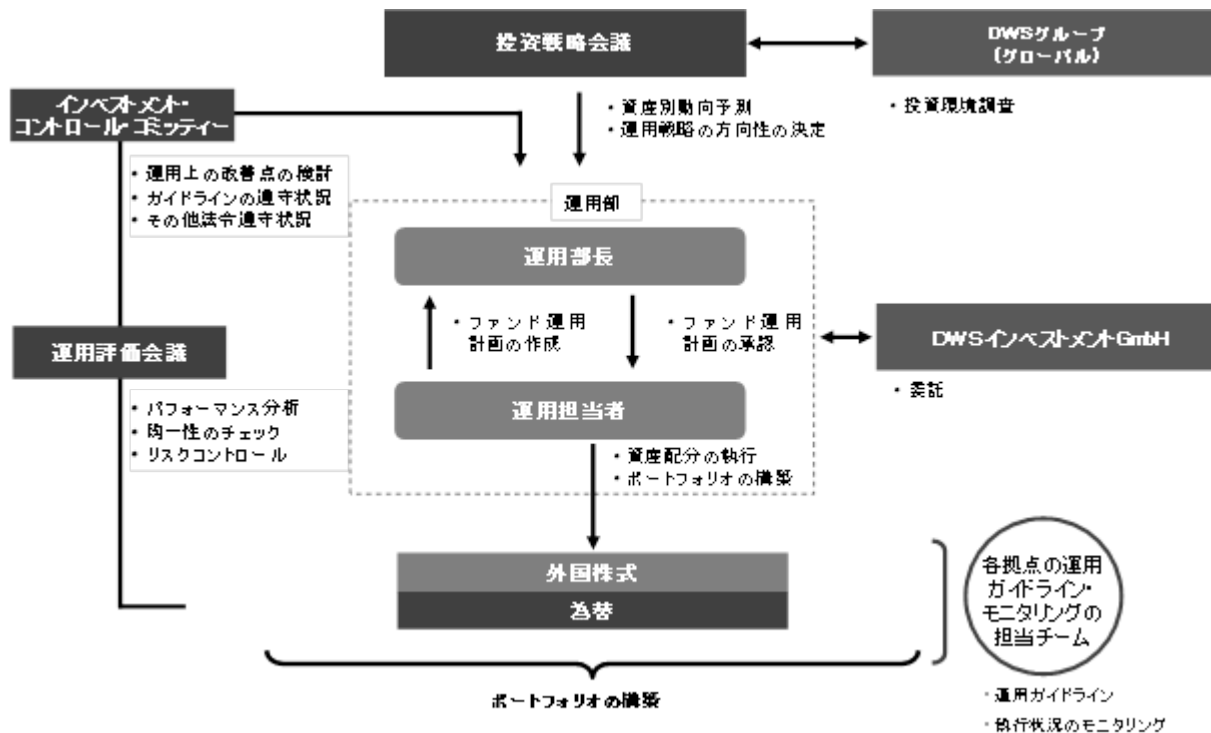 投資戦略会議
DWSグループ
(グローバル)
・投資環境調査
・資産別動向予測
・運用戦略の方向性の決定
インベストメント・
コントロール・コミッティー
・運用上の改善点の検討
・ガイドラインの遵守状況
・その他法令遵守状況
運用部
運用部長
・ファンド運用
計画の作成
・ファンド運用
計画の承認
DWSインベストメントGmbH
・委託
運用評価会議
・パフォーマンス分析
・均一性のチェック
・リスクコントロール
運用担当者
・資産配分の執行
・ポートフォリオの構築
外国株式
為替
各拠点の運用
ガイドライン・
モニタリングの
担当チーム
・運用ガイドライン
・執行状況のモニタリング
ポートフォリオの構築